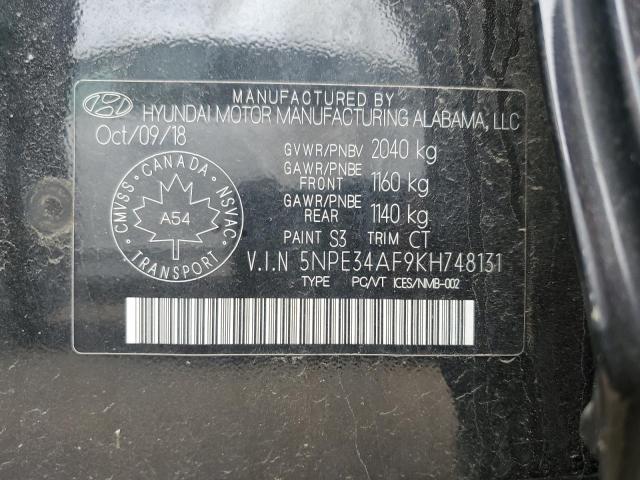 MANUFACTURED BY
HYUNDAI MOTOR MANUFACTURING ALABAMA, LLC
Oct/09/18
GVWR/PNBV 2040 kg
GAWR/PNBE
FRONT 1160 kg
GAWR/PNBE
REAR 1140 kg
PAINT S3 TRIM CT
CMVSS · CANADA · NSVAC
A54
TRANSPORT
V.I.N 5NPE34AF9KH748131
TYPE PC/VT ICES/NMB-002